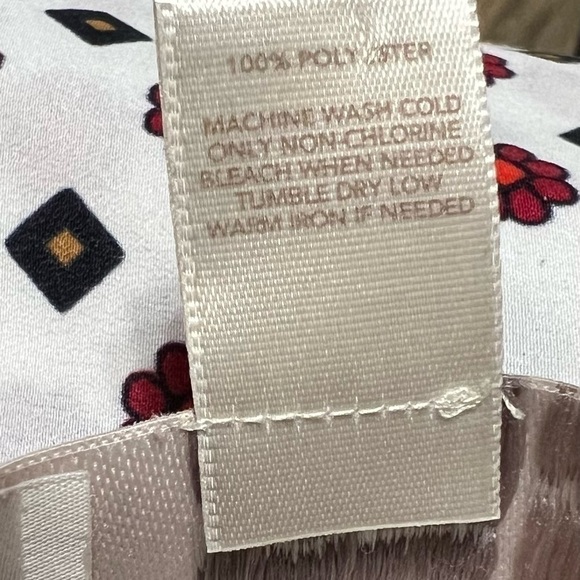 100% POLYESTER
MACHINE WASH COLD
ONLY NON-CHLORINE
BLEACH WHEN NEEDED
TUMBLE DRY LOW
WARM IRON IF NEEDED